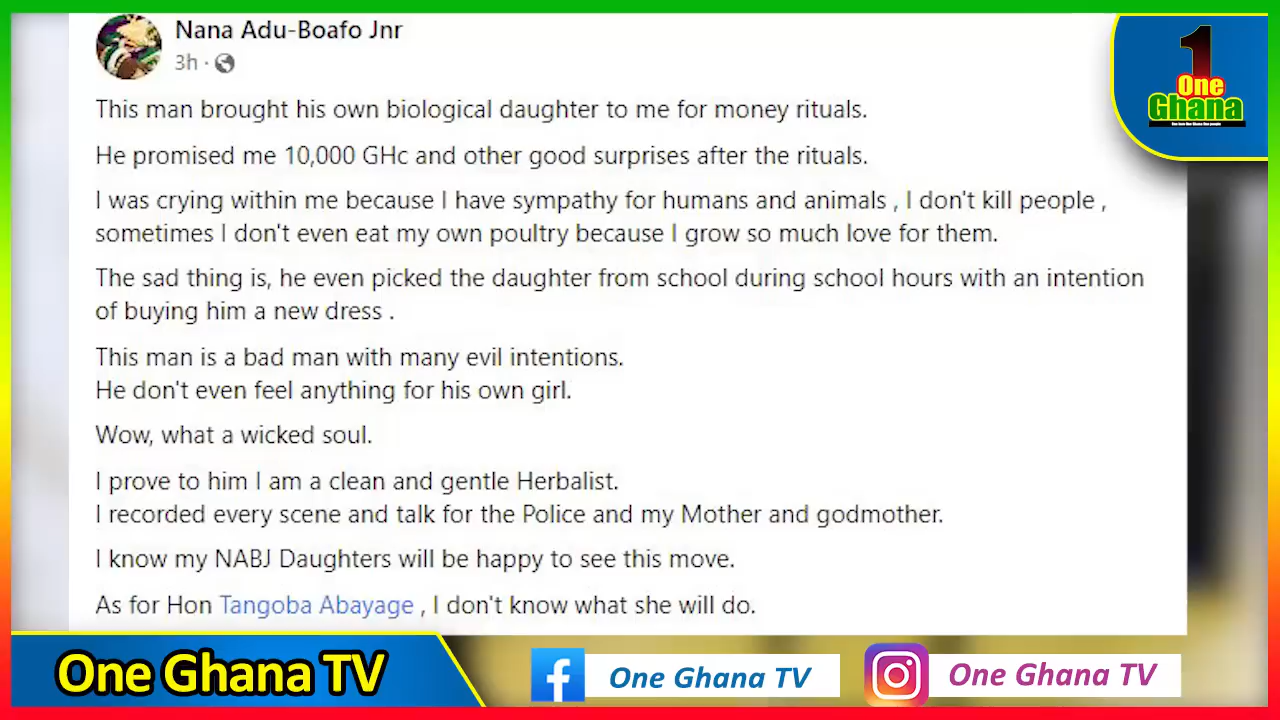 Nana Adu-Boafo Jnr
3h ·
This man brought his own biological daughter to me for money rituals.
He promised me 10,000 GHc and other good surprises after the rituals.
I was crying within me because I have sympathy for humans and animals , I don't kill people ,
sometimes I don't even eat my own poultry because I grow so much love for them.
The sad thing is, he even picked the daughter from school during school hours with an intention
of buying him a new dress .
This man is a bad man with many evil intentions.
He don't even feel anything for his own girl.
Wow, what a wicked soul.
I prove to him I am a clean and gentle Herbalist.
I recorded every scene and talk for the Police and my Mother and godmother.
I know my NABJ Daughters will be happy to see this move.
As for Hon Tangoba Abayage , I don't know what she will do.
1
One
Ghana
One Ghana TV
One Ghana TV
One Ghana TV